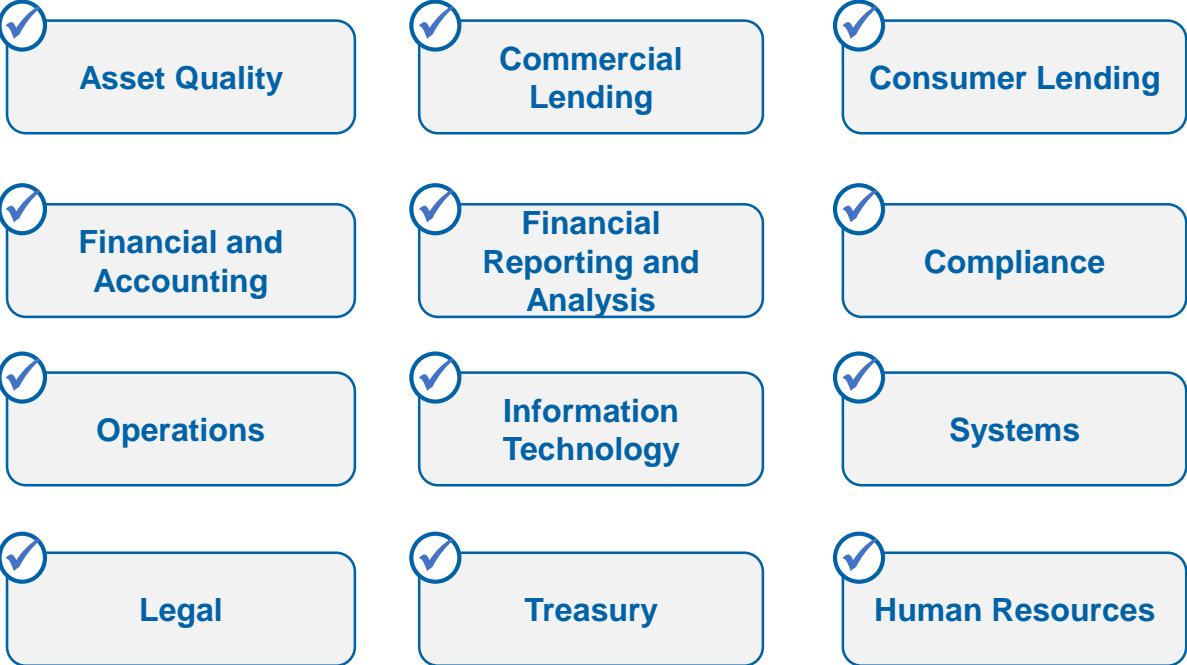 Asset Quality
Commercial
Lending
Consumer Lending
Financial and
Accounting
Financial
Reporting and
Analysis
Compliance
Operations
Information
Technology
Systems
Legal
Treasury
Human Resources